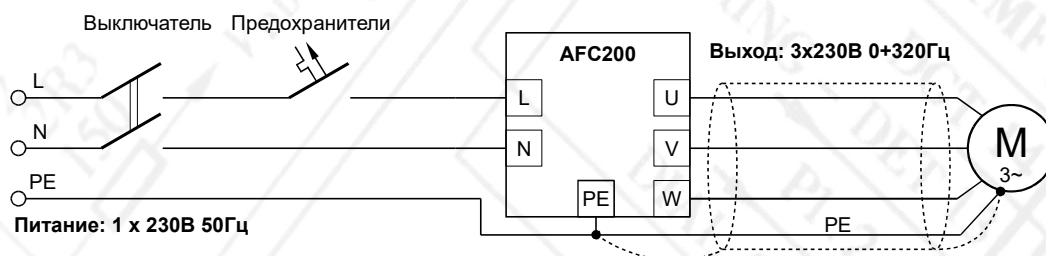 Выключатель Предохранители
AFC200
Выход: 3x230В 0+320Гц
L
L
U
N
N
V
M
3~
PE
PE
W
PE
Питание: 1 x 230В 50Гц